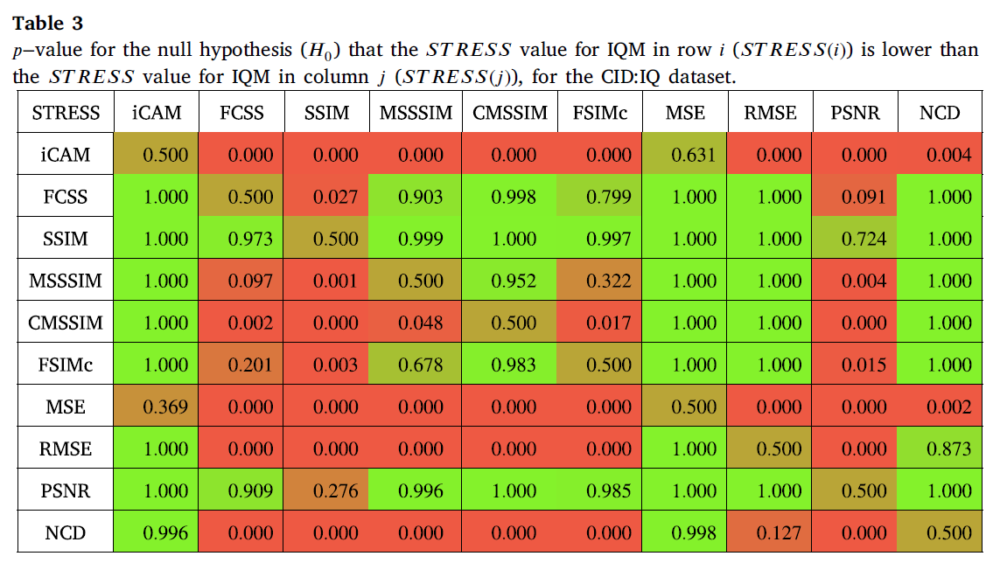 Table 3
p−value for the null hypothesis (H₀) that the STRESS value for IQM in row i (STRESS(i)) is lower than
the STRESS value for IQM in column j (STRESS(j)), for the CID:IQ dataset.
STRESS iCAM FCSS SSIM MSSSIM CMSSIM FSIMc MSE RMSE PSNR NCD
iCAM 0.500 0.000 0.000 0.000 0.000 0.000 0.631 0.000 0.000 0.004
FCSS 1.000 0.500 0.027 0.903 0.998 0.799 1.000 1.000 0.091 1.000
SSIM 1.000 0.973 0.500 0.999 1.000 0.997 1.000 1.000 0.724 1.000
MSSSIM 1.000 0.097 0.001 0.500 0.952 0.322 1.000 1.000 0.004 1.000
CMSSIM 1.000 0.002 0.000 0.048 0.500 0.017 1.000 1.000 0.000 1.000
FSIMc 1.000 0.201 0.003 0.678 0.983 0.500 1.000 1.000 0.015 1.000
MSE 0.369 0.000 0.000 0.000 0.000 0.000 0.500 0.000 0.000 0.002
RMSE 1.000 0.000 0.000 0.000 0.000 0.000 1.000 0.500 0.000 0.873
PSNR 1.000 0.909 0.276 0.996 1.000 0.985 1.000 1.000 0.500 1.000
NCD 0.996 0.000 0.000 0.000 0.000 0.000 0.998 0.127 0.000 0.500